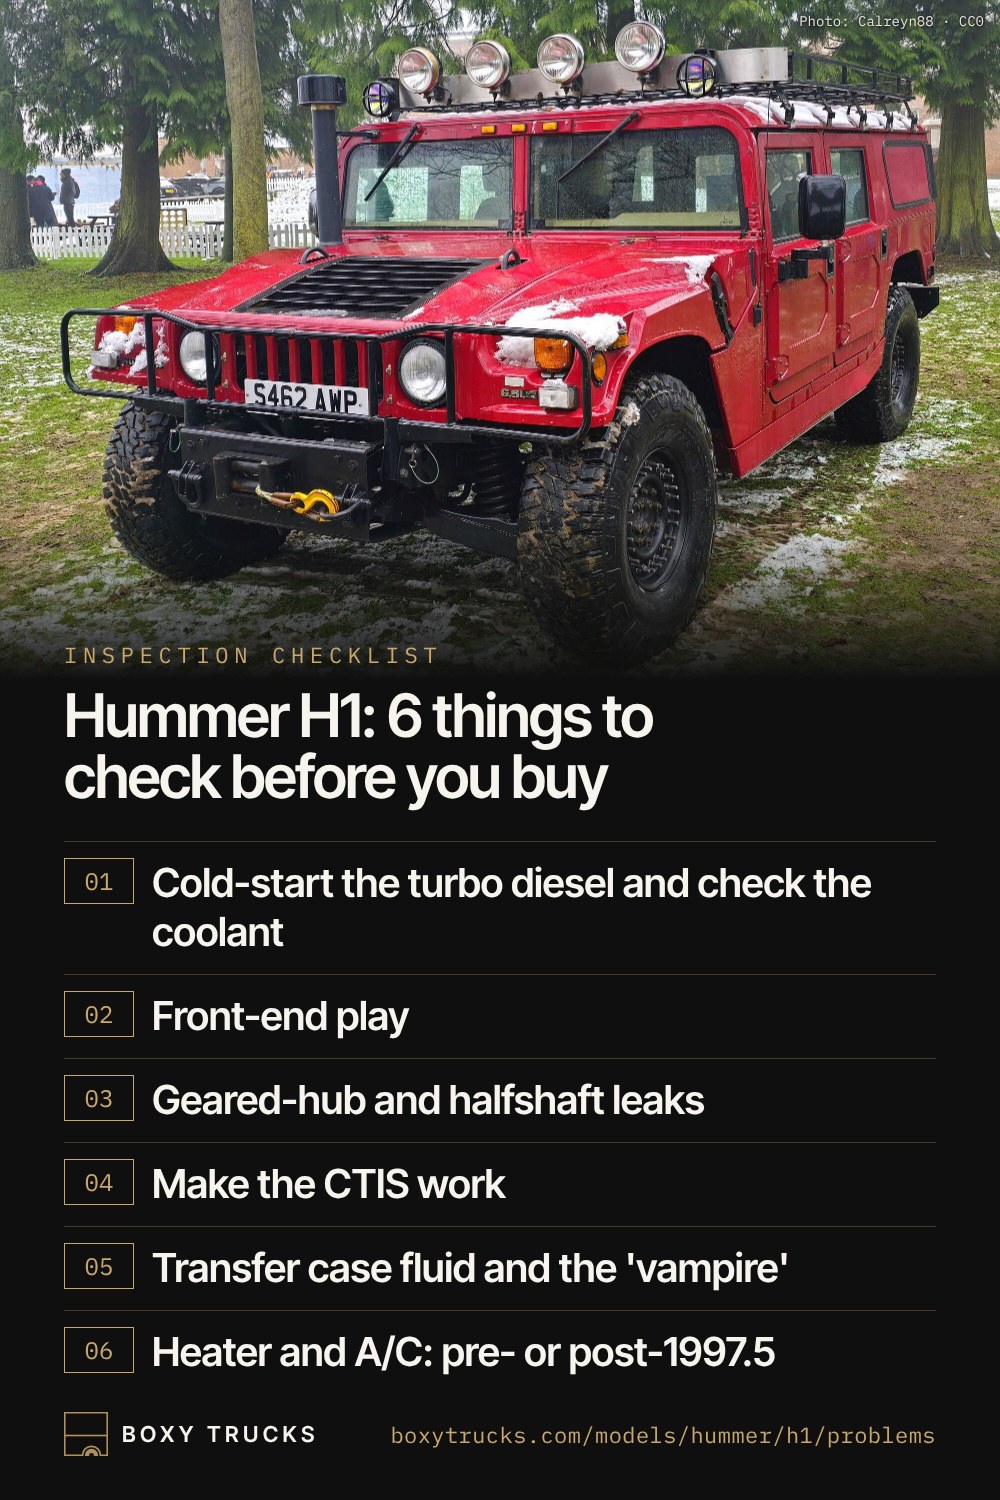 Photo: Calreyn88 · CC0
S462 AWP
6.5L
INSPECTION CHECKLIST
Hummer H1: 6 things to
check before you buy
01 Cold-start the turbo diesel and check the
coolant
02 Front-end play
03 Geared-hub and halfshaft leaks
04 Make the CTIS work
05 Transfer case fluid and the 'vampire'
06 Heater and A/C: pre- or post-1997.5
BOXY TRUCKS
boxytrucks.com/models/hummer/h1/problems